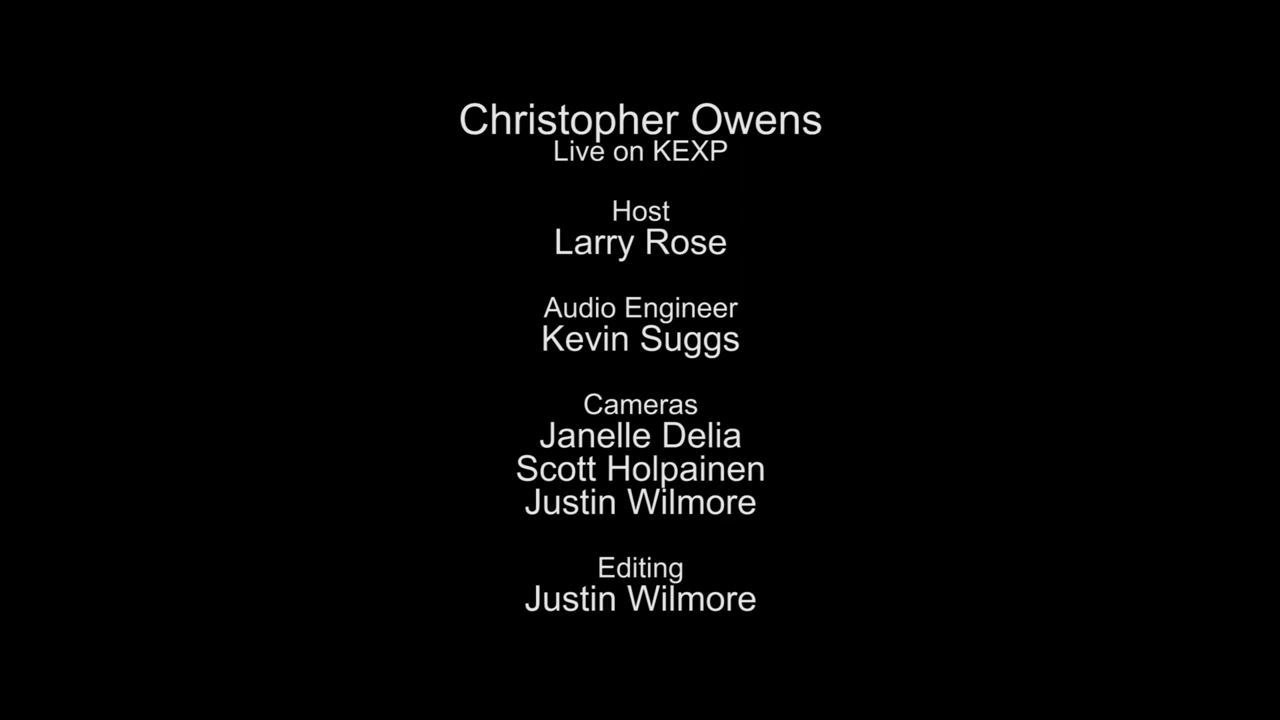 Christopher Owens
Live on KEXP
Host
Larry Rose
Audio Engineer
Kevin Suggs
Cameras
Janelle Delia
Scott Holpainen
Justin Wilmore
Editing
Justin Wilmore